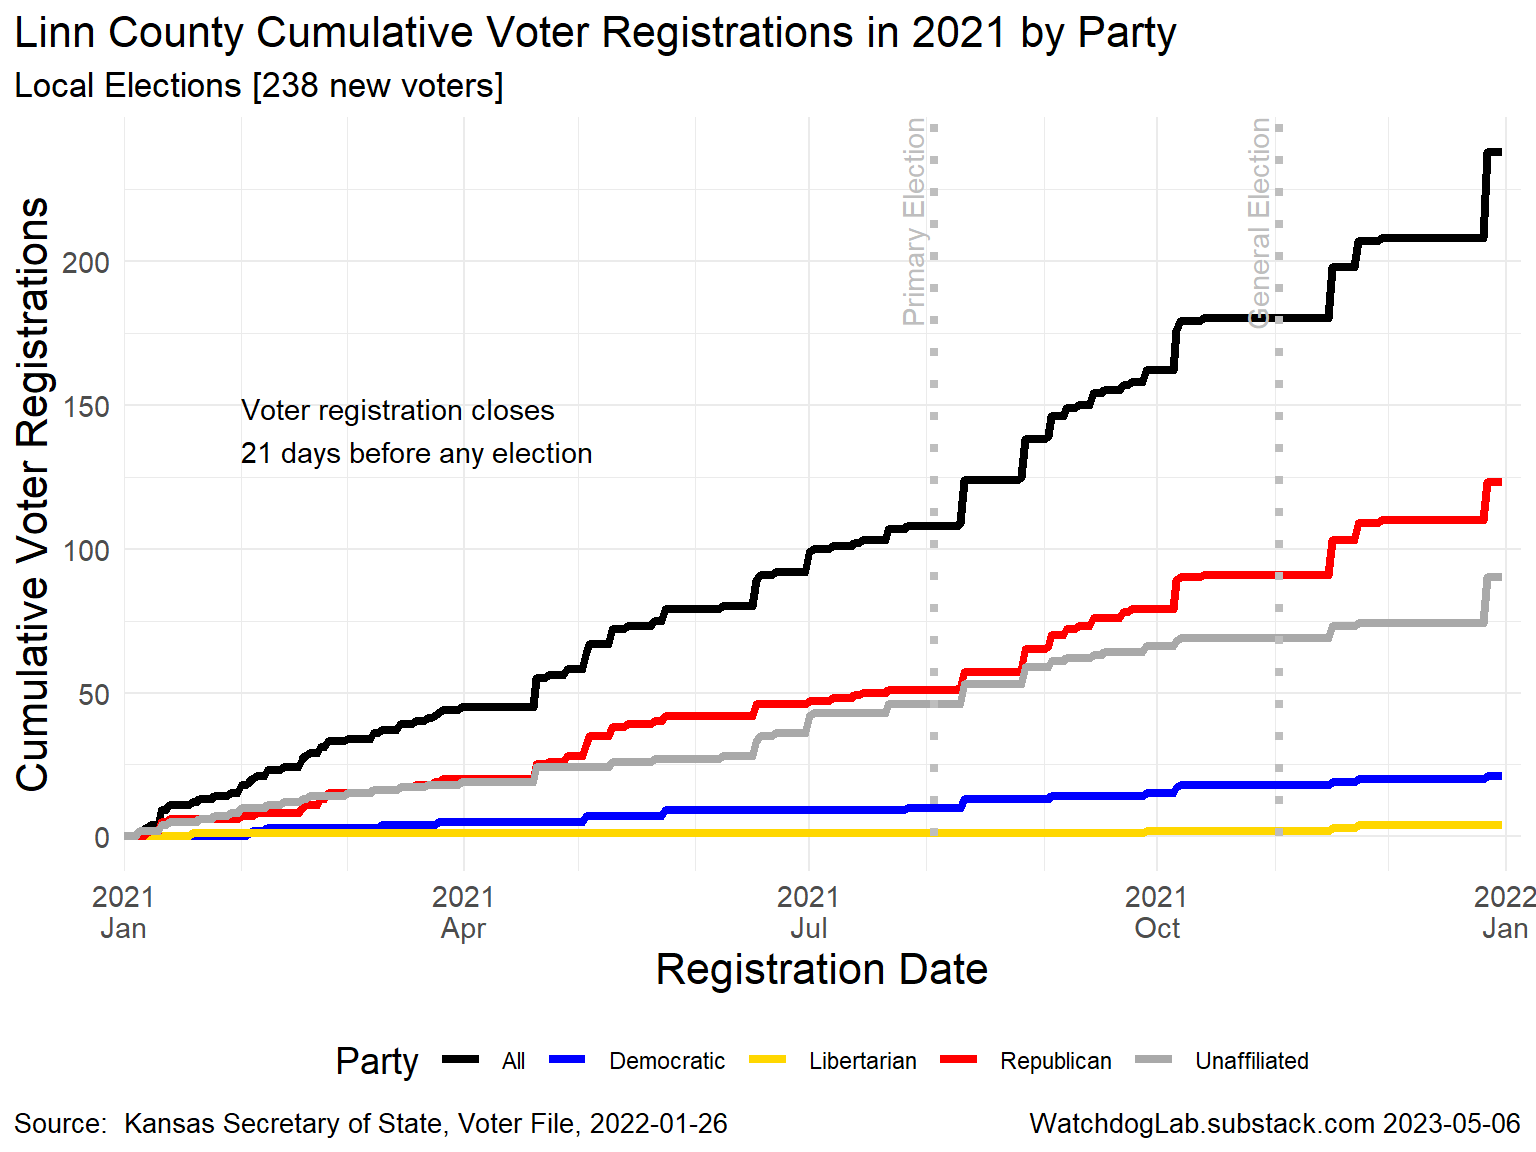 Linn County Cumulative Voter Registrations in 2021 by Party
Local Elections [238 new voters]
Cumulative Voter Registrations
200
150
100
50
0
Primary Election
General Election
Voter registration closes
21 days before any election
2021
Jan
2021
Apr
2021
Jul
2021
Oct
2022
Jan
Registration Date
Party
All
Democratic
Libertarian
Republican
Unaffiliated
Source:  Kansas Secretary of State, Voter File, 2022-01-26
WatchdogLab.substack.com 2023-05-06